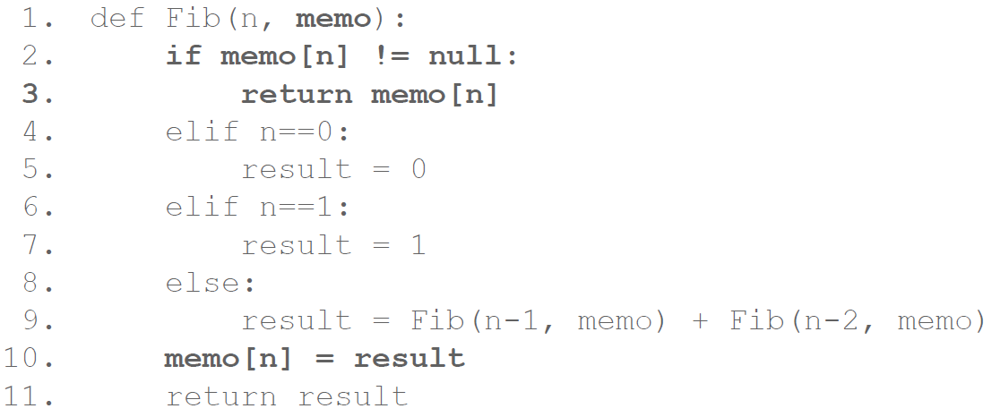 1. def Fib(n, memo):
2. if memo[n] != null:
3. return memo[n]
4. elif n==0:
5. result = 0
6. elif n==1:
7. result = 1
8. else:
9. result = Fib(n-1, memo) + Fib(n-2, memo)
10. memo[n] = result
11. return result